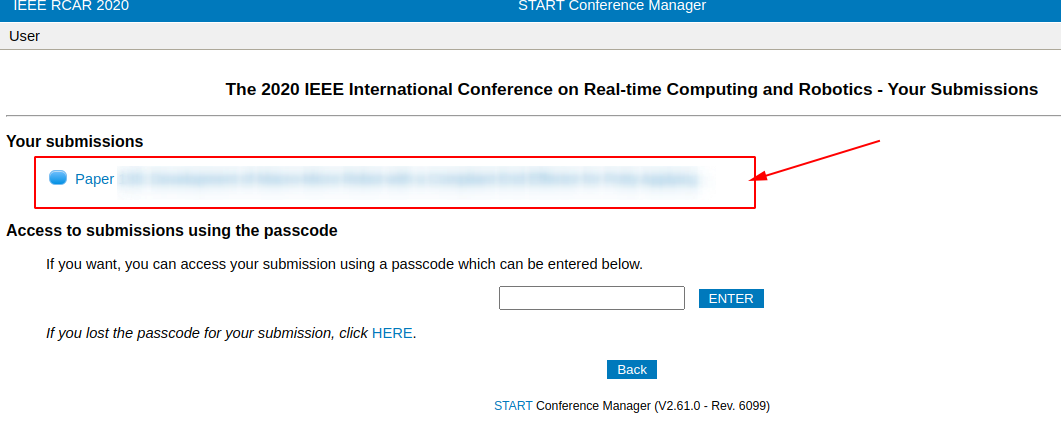 IEEE RCAR 2020 START Conference Manager
User
The 2020 IEEE International Conference on Real-time Computing and Robotics - Your Submissions
Your submissions
Paper
Access to submissions using the passcode
If you want, you can access your submission using a passcode which can be entered below.
ENTER
If you lost the passcode for your submission, click HERE.
Back
START Conference Manager (V2.61.0 - Rev. 6099)